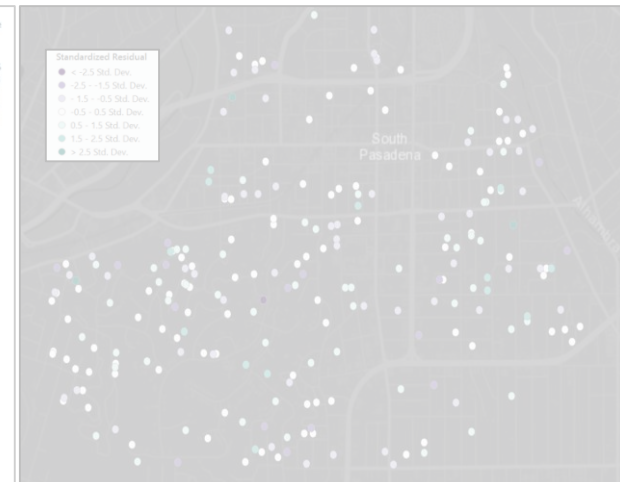 Standardized Residual
< -2.5 Std. Dev.
-2.5 - -1.5 Std. Dev.
- 1.5 - -0.5 Std. Dev.
-0.5 - 0.5 Std. Dev.
0.5 - 1.5 Std. Dev.
1.5 - 2.5 Std. Dev.
> 2.5 Std. Dev.
South
Pasadena
Alhambra